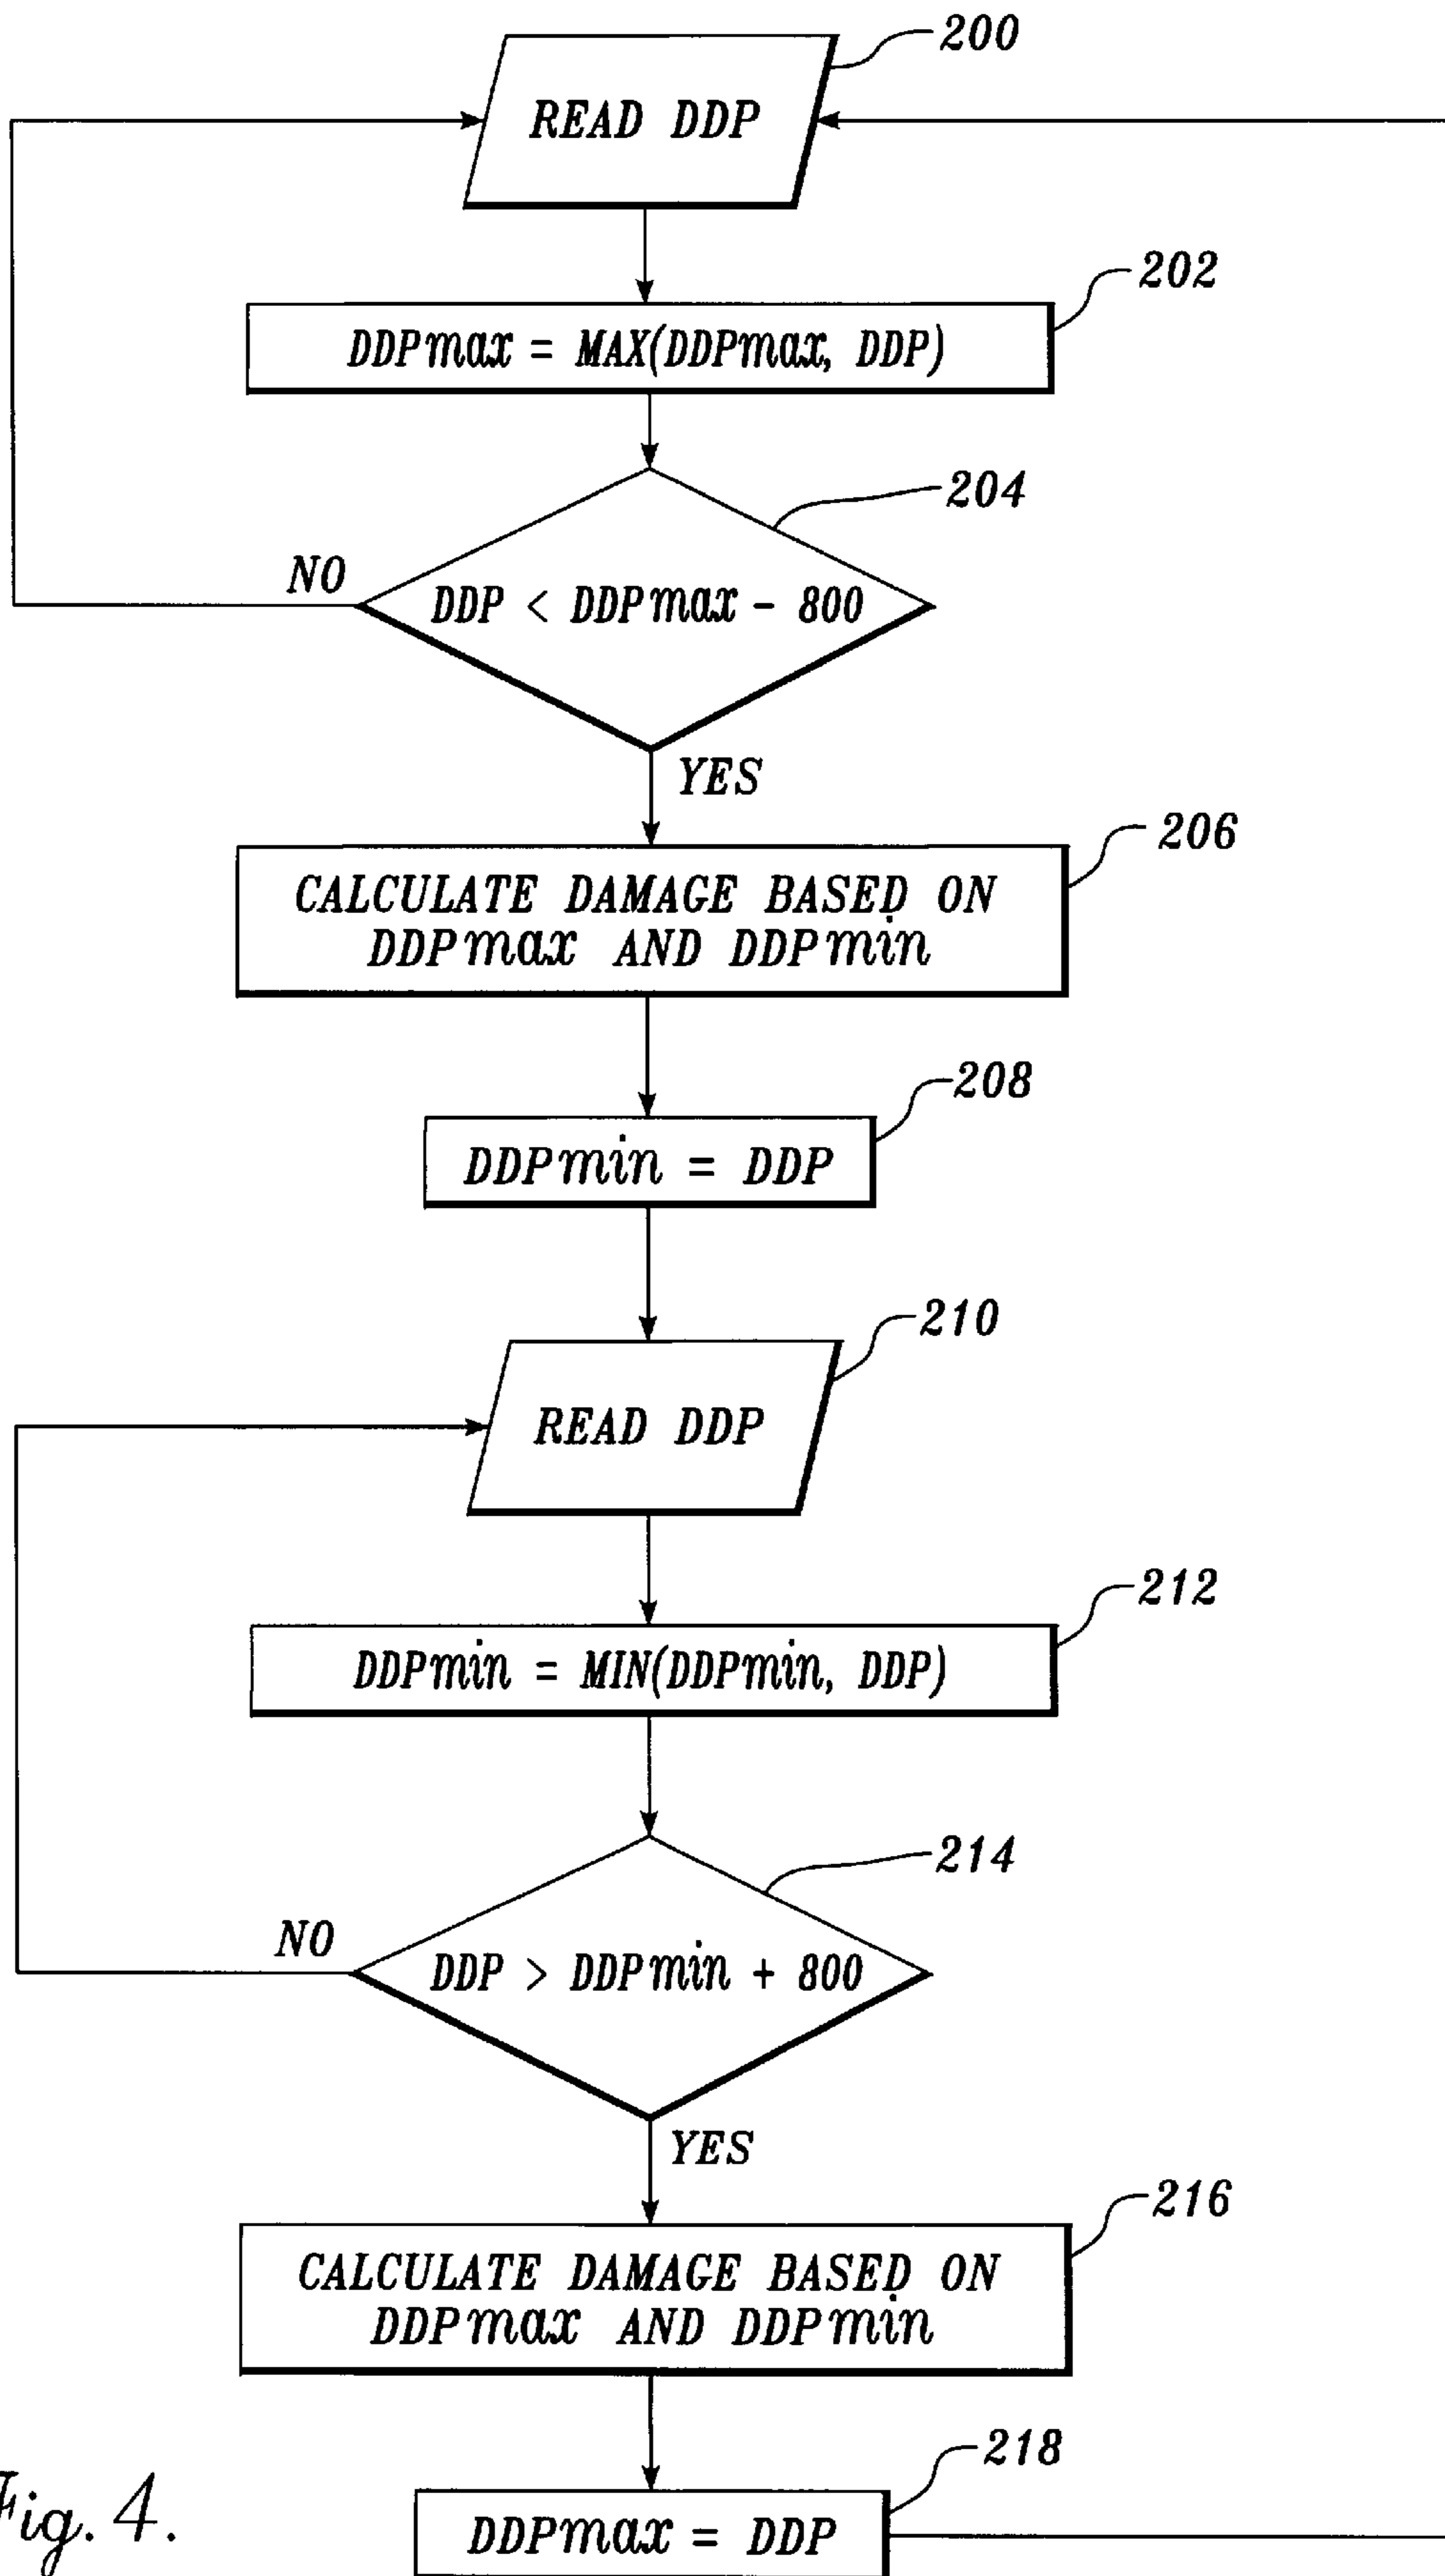 200
READ DDP
202
DDPmax = MAX(DDPmax, DDP)
204
NO
DDP < DDPmax - 800
YES
206
CALCULATE DAMAGE BASED ON
DDPmax AND DDPmin
208
DDPmin = DDP
210
READ DDP
212
DDPmin = MIN(DDPmin, DDP)
214
NO
DDP > DDPmin + 800
YES
216
CALCULATE DAMAGE BASED ON
DDPmax AND DDPmin
218
DDPmax = DDP
Fig. 4.